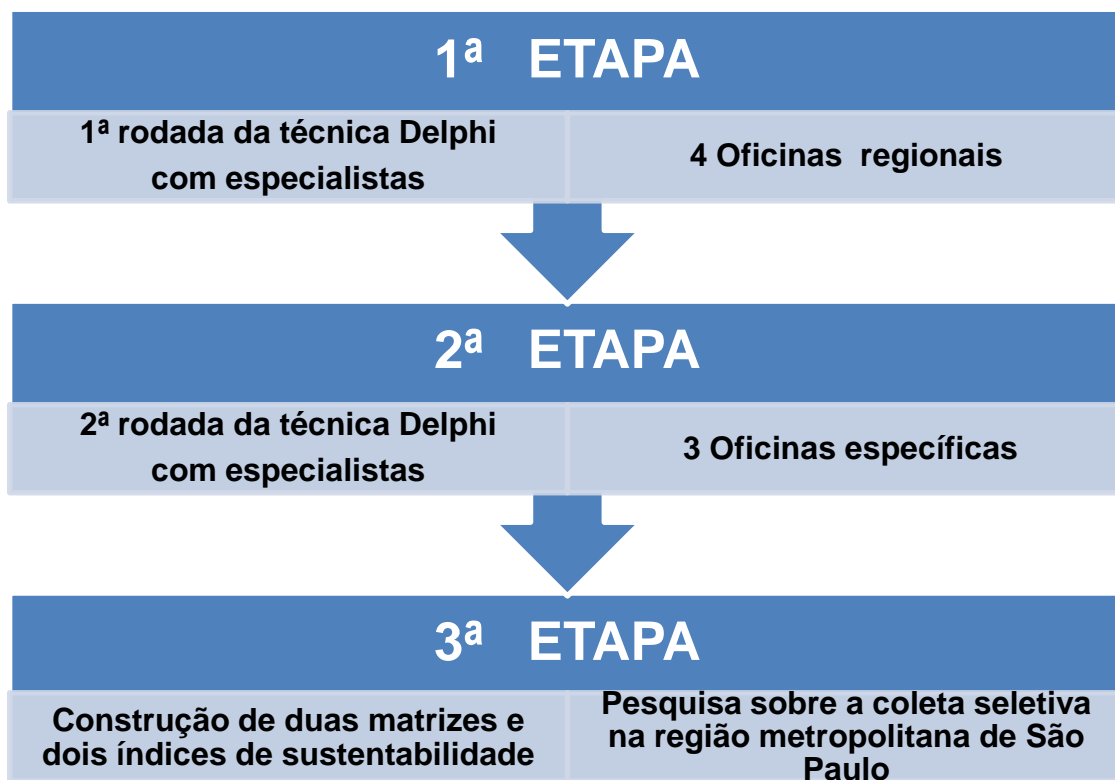 1ª ETAPA
1ª rodada da técnica Delphi
com especialistas
4 Oficinas regionais
2ª ETAPA
2ª rodada da técnica Delphi
com especialistas
3 Oficinas específicas
3ª ETAPA
Construção de duas matrizes e
dois índices de sustentabilidade
Pesquisa sobre a coleta seletiva
na região metropolitana de São
Paulo